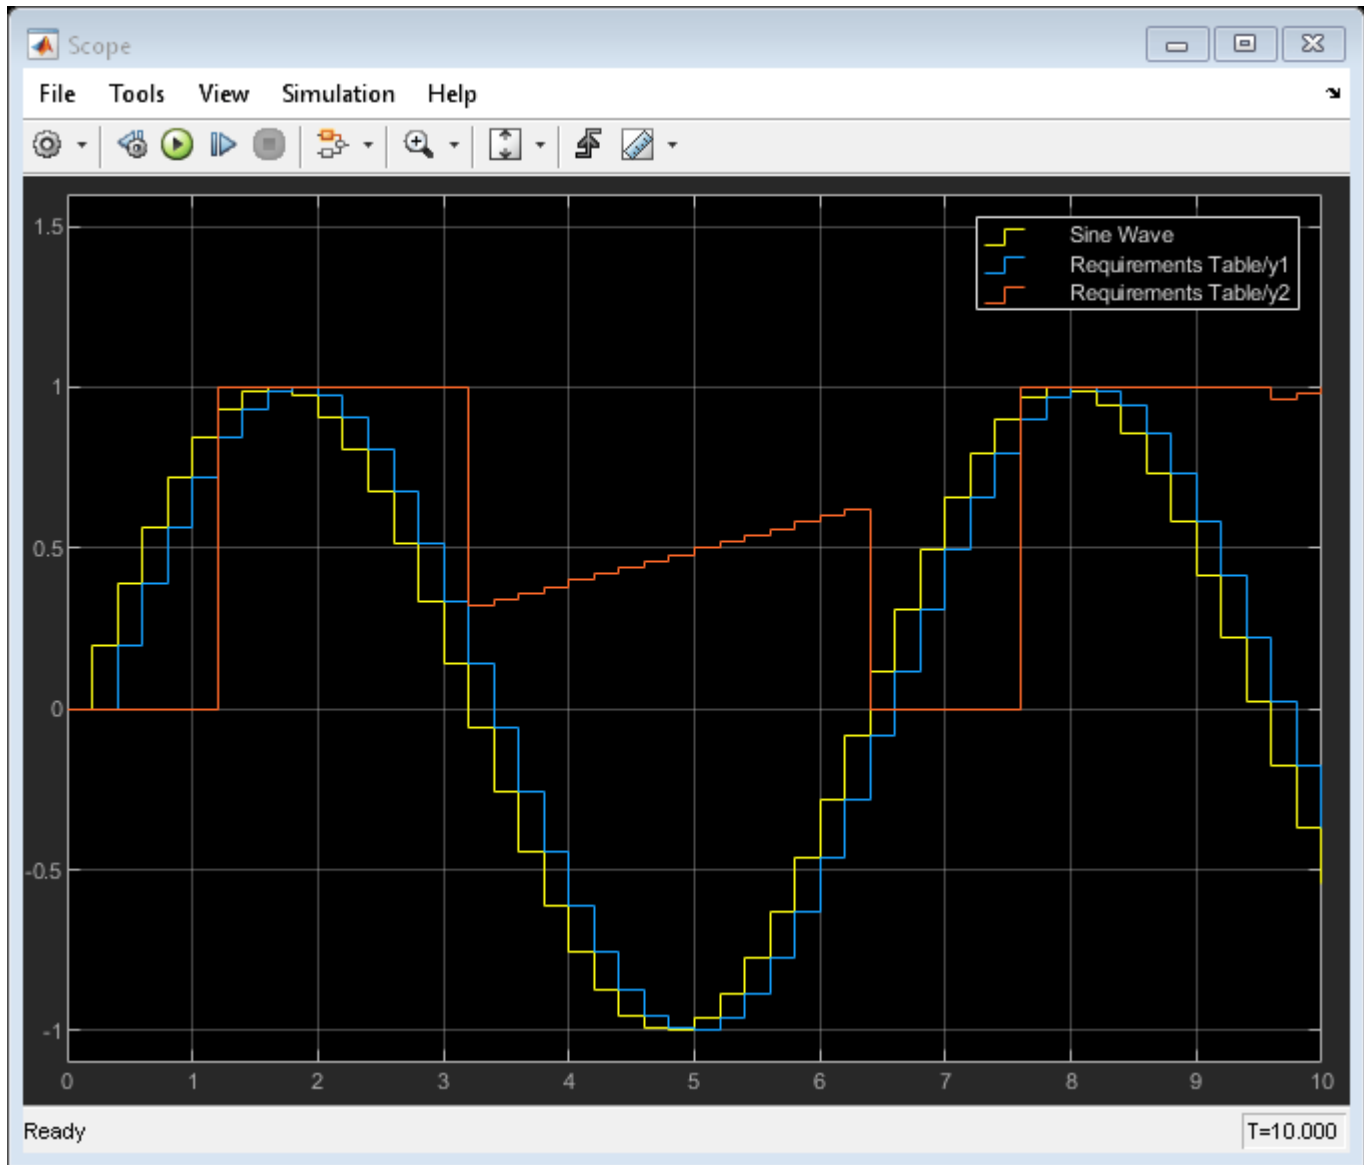 Scope
File Tools View Simulation Help
1.5
1
0.5
0
-0.5
-1
Sine Wave
Requirements Table/y1
Requirements Table/y2
0 1 2 3 4 5 6 7 8 9 10
Ready T=10.000